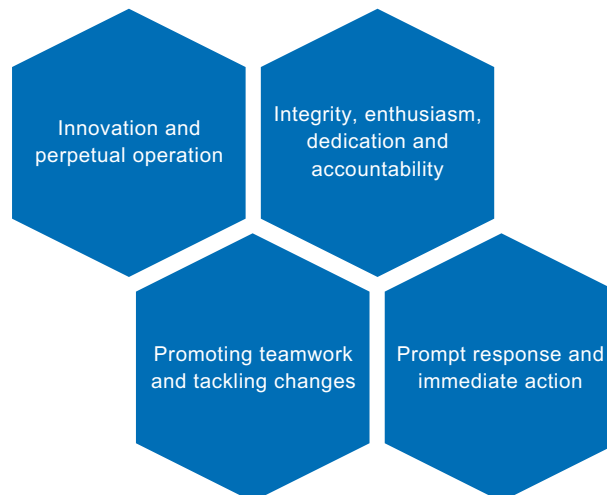 Innovation and
perpetual operation
Integrity, enthusiasm,
dedication and
accountability
Promoting teamwork
and tackling changes
Prompt response and
immediate action